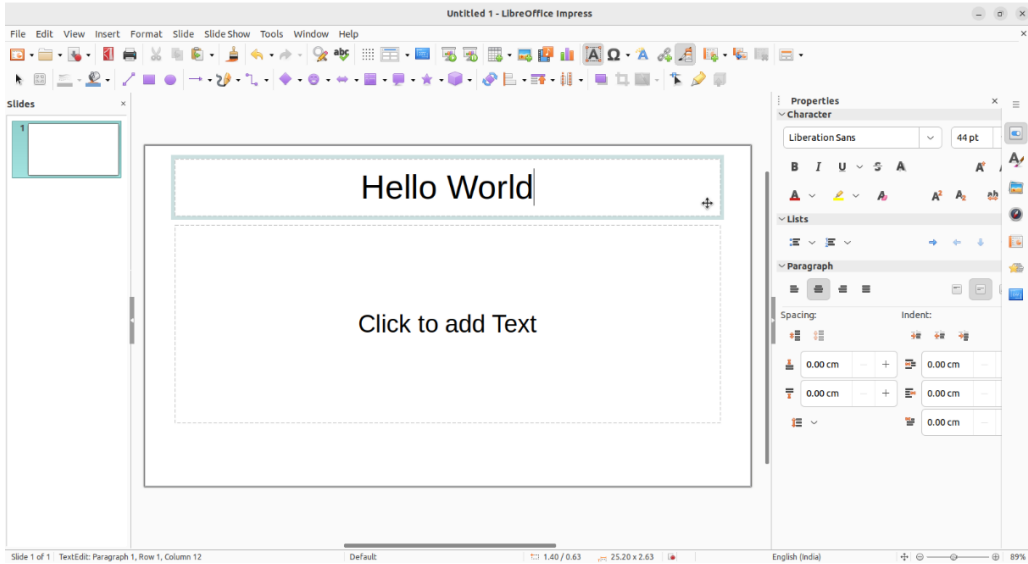 Untitled 1 - LibreOffice Impress
File Edit View Insert Format Slide Slide Show Tools Window Help
Slides
1
Hello World
Click to add Text
Properties
Character
Liberation Sans
44 pt
Lists
Paragraph
Spacing:
Indent:
0.00 cm
0.00 cm
0.00 cm
0.00 cm
0.00 cm
Slide 1 of 1
TextEdit: Paragraph 1, Row 1, Column 12
Default
1.40 / 0.63
25.20 x 2.63
English (India)
89%